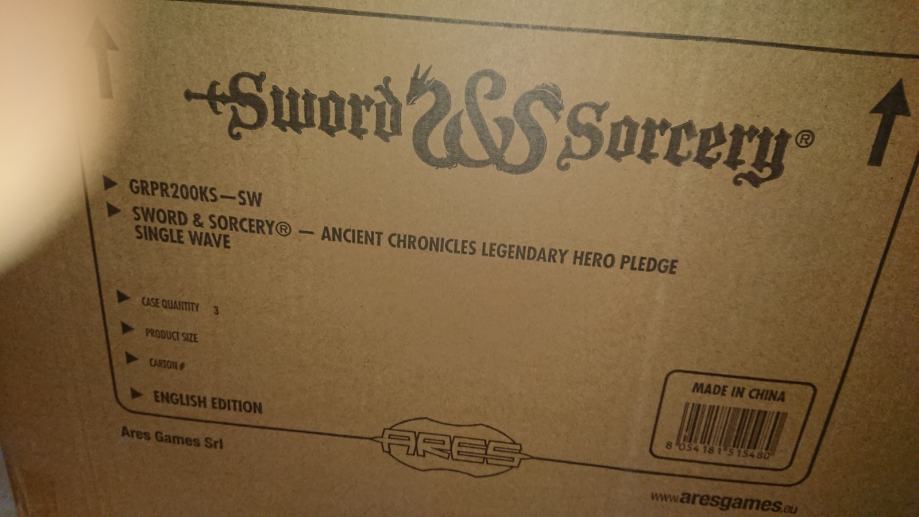 Sword & Sorcery®
GRPR200KS—SW
SWORD & SORCERY® — ANCIENT CHRONICLES LEGENDARY HERO PLEDGE
SINGLE WAVE
CASE QUANTITY 3
PRODUCT SIZE
CARTON #
ENGLISH EDITION
MADE IN CHINA
8 054181 515480
Ares Games Srl
ARES
www.aresgames.eu